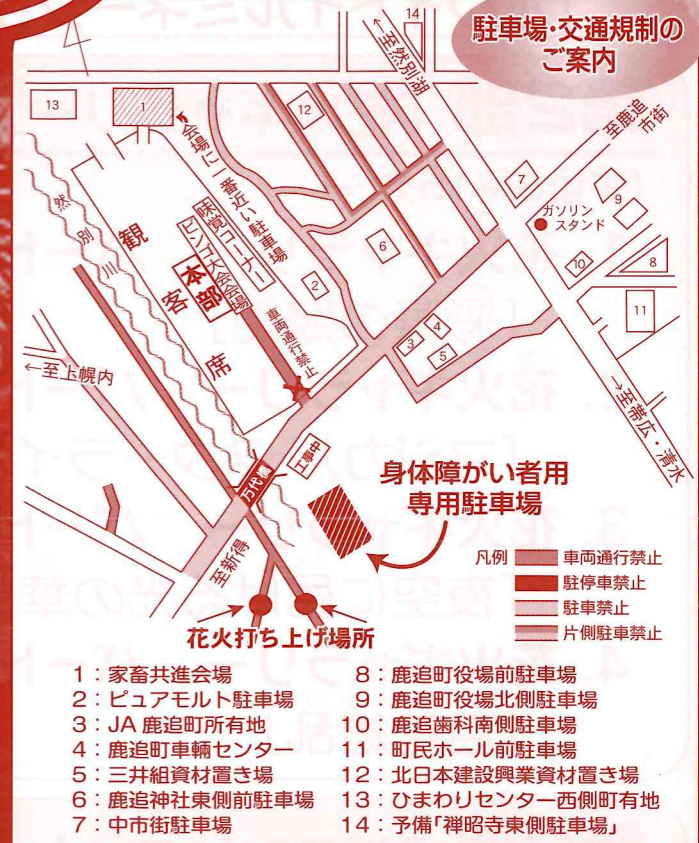 駐車場・交通規制の
ご案内
14
←至然別湖
13
1
12
至鹿追
市街
会場に一番近い駐車場
7
9
ガソリン
スタンド
然別川
観客席
本部
味覚コーナー
ビンゴ大会会場
6
2
10
8
11
車両通行禁止
4
3
5
←至上幌内
→至帯広・清水
工事中
万代橋
身体障がい者用
専用駐車場
至新得
凡例
車両通行禁止
駐停車禁止
駐車禁止
片側駐車禁止
花火打ち上げ場所
1：家畜共進会場
2：ピュアモルト駐車場
3：JA 鹿追町所有地
4：鹿追町車輌センター
5：三井組資材置き場
6：鹿追神社東側前駐車場
7：中市街駐車場
8：鹿追町役場前駐車場
9：鹿追町役場北側駐車場
10：鹿追歯科南側駐車場
11：町民ホール前駐車場
12：北日本建設興業資材置き場
13：ひまわりセンター西側町有地
14：予備「禅昭寺東側駐車場」